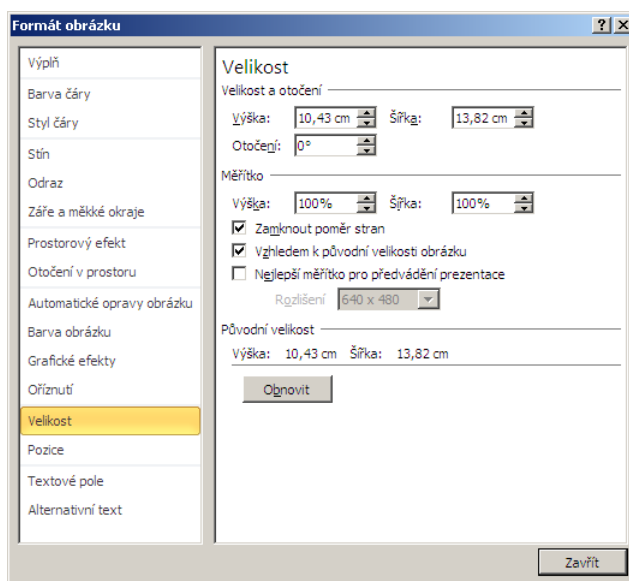 Formát obrázku
Výplň
Barva čáry
Styl čáry
Stín
Odraz
Záře a měkké okraje
Prostorový efekt
Otočení v prostoru
Automatické opravy obrázku
Barva obrázku
Grafické efekty
Oříznutí
Velikost
Pozice
Textové pole
Alternativní text
Velikost
Velikost a otočení
Výška: 10,43 cm Šířka: 13,82 cm
Otočení: 0°
Měřítko
Výška: 100% Šířka: 100%
Zamknout poměr stran
Vzhledem k původní velikosti obrázku
Nejlepší měřítko pro předvádění prezentace
Rozlišení 640 x 480
Původní velikost
Výška: 10,43 cm Šířka: 13,82 cm
Obnovit
Zavřít